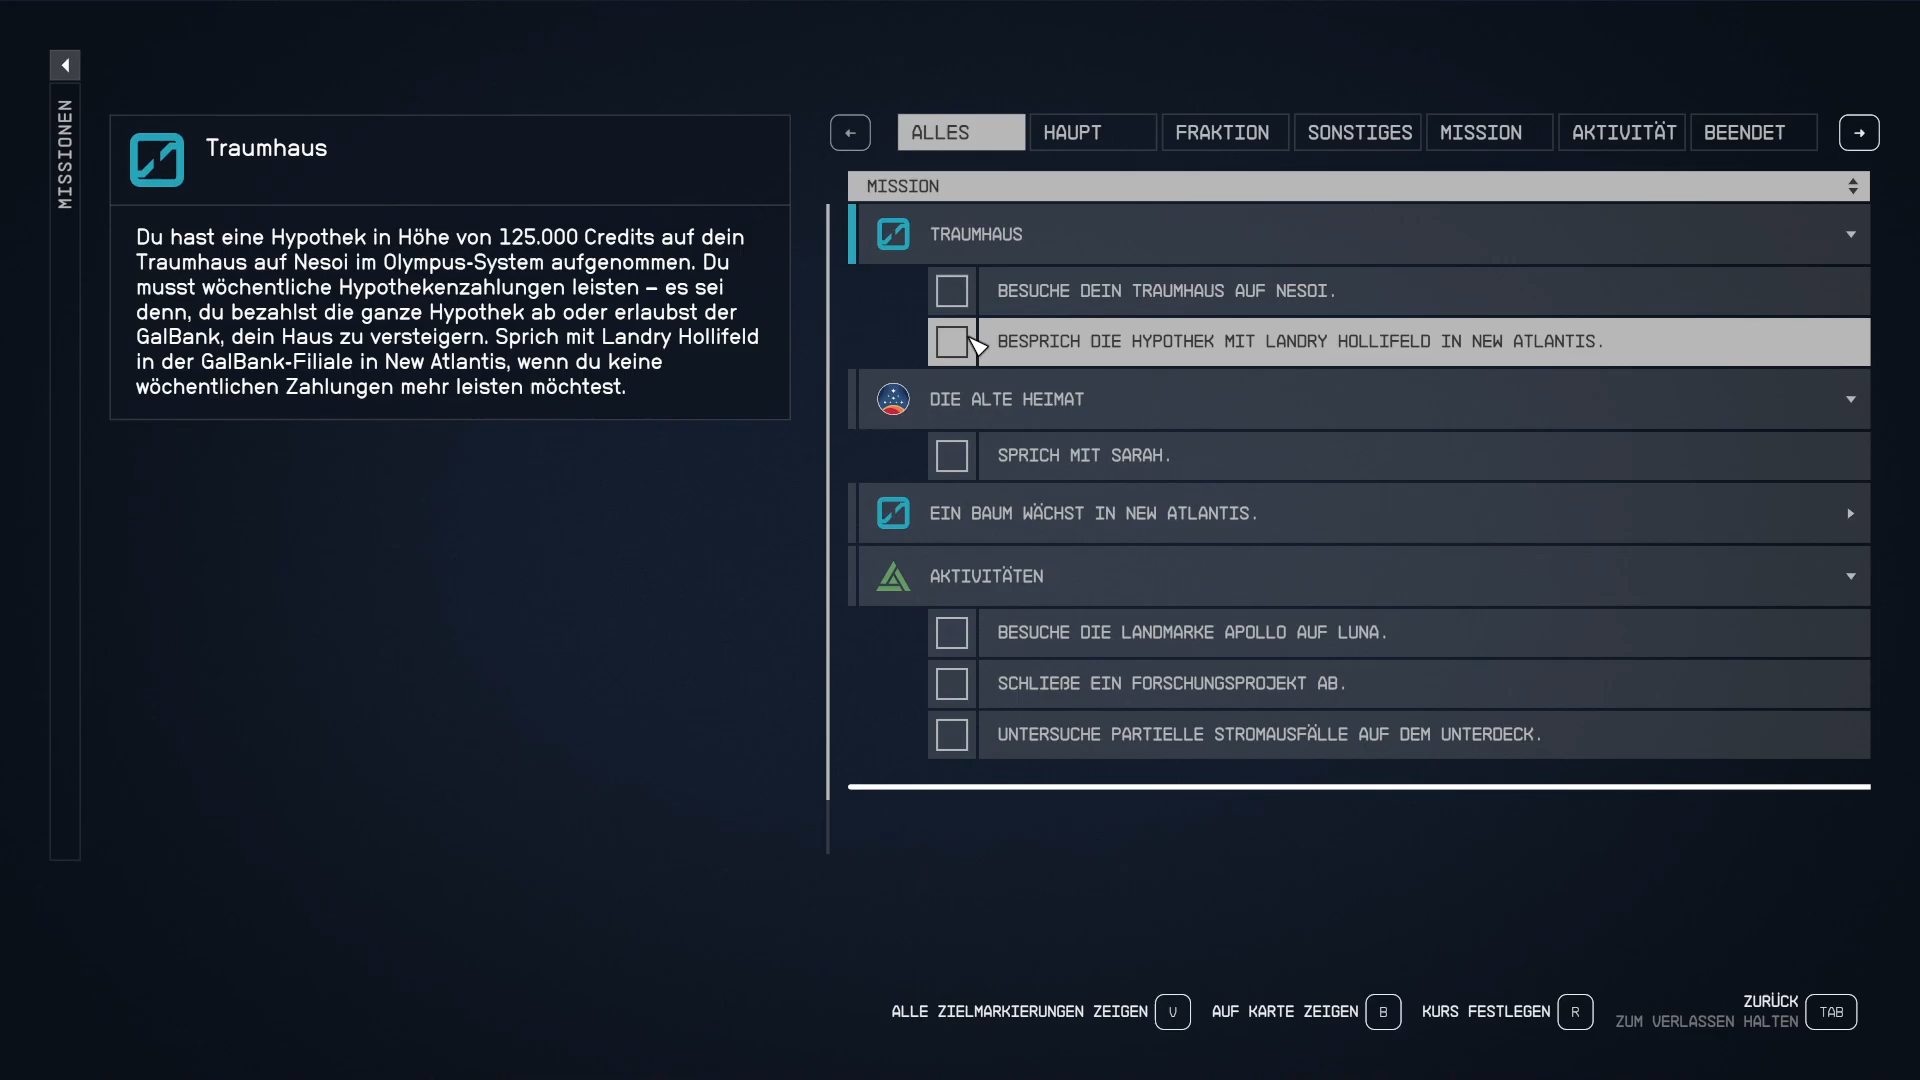 MISSIONEN
Traumhaus
Du hast eine Hypothek in Höhe von 125.000 Credits auf dein
Traumhaus auf Nesoi im Olympus-System aufgenommen. Du
musst wöchentliche Hypothekenzahlungen leisten – es sei
denn, du bezahlst die ganze Hypothek ab oder erlaubst der
GalBank, dein Haus zu versteigern. Sprich mit Landry Hollifeld
in der GalBank-Filiale in New Atlantis, wenn du keine
wöchentlichen Zahlungen mehr leisten möchtest.
ALLES HAUPT FRAKTION SONSTIGES MISSION AKTIVITÄT BEENDET
MISSION
TRAUMHAUS
BESUCHE DEIN TRAUMHAUS AUF NESOI.
BESPRICH DIE HYPOTHEK MIT LANDRY HOLLIFELD IN NEW ATLANTIS.
DIE ALTE HEIMAT
SPRICH MIT SARAH.
EIN BAUM WÄCHST IN NEW ATLANTIS.
AKTIVITÄTEN
BESUCHE DIE LANDMARKE APOLLO AUF LUNA.
SCHLIEẞE EIN FORSCHUNGSPROJEKT AB.
UNTERSUCHE PARTIELLE STROMAUSFÄLLE AUF DEM UNTERDECK.
ALLE ZIELMARKIERUNGEN ZEIGEN V AUF KARTE ZEIGEN B KURS FESTLEGEN R ZURÜCK
ZUM VERLASSEN HALTEN TAB